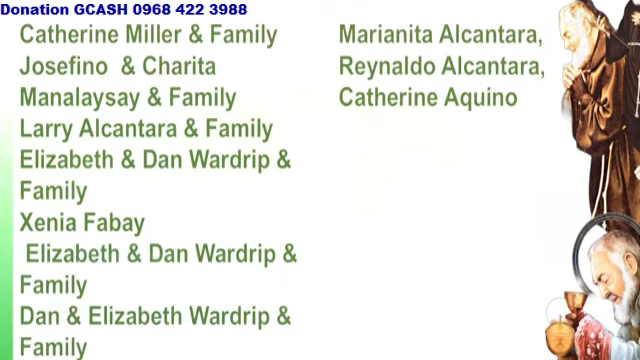 Donation GCASH 0968 422 3988
Catherine Miller & Family
Josefino & Charita
Manalaysay & Family
Larry Alcantara & Family
Elizabeth & Dan Wardrip &
Family
Xenia Fabay
Elizabeth & Dan Wardrip &
Family
Dan & Elizabeth Wardrip &
Family
Marianita Alcantara,
Reynaldo Alcantara,
Catherine Aquino